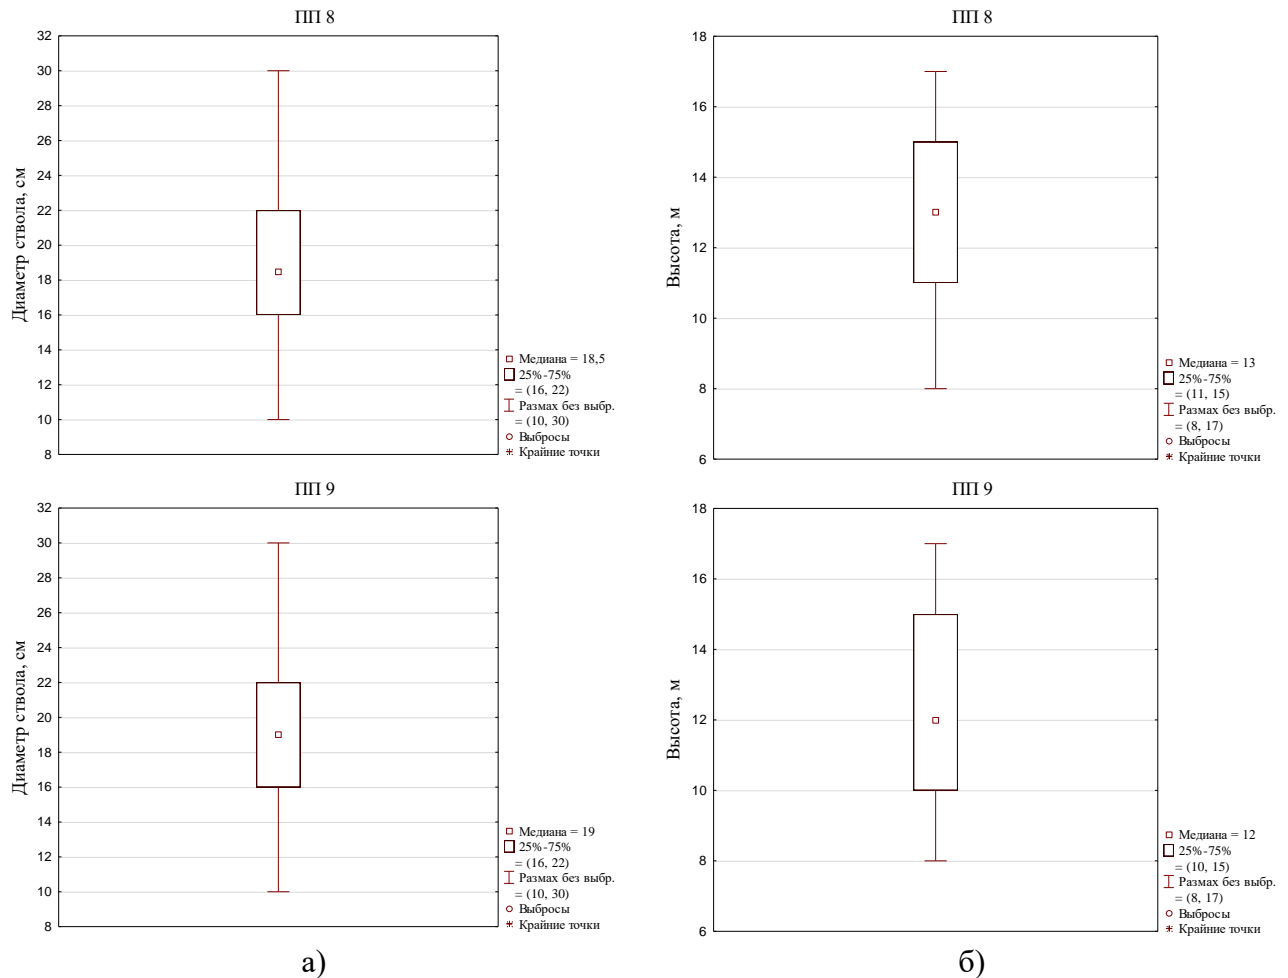 ПП 8
32
30
28
26
24
22
20
18
16
14
12
10
8
Диаметр ствола, см
Медиана = 18,5
25%-75%
= (16, 22)
Размах без выбр.
= (10, 30)
Выбросы
Крайние точки
ПП 8
18
16
14
12
10
8
6
Высота, м
Медиана = 13
25%-75%
= (11, 15)
Размах без выбр.
= (8, 17)
Выбросы
Крайние точки
ПП 9
32
30
28
26
24
22
20
18
16
14
12
10
8
Диаметр ствола, см
Медиана = 19
25%-75%
= (16, 22)
Размах без выбр.
= (10, 30)
Выбросы
Крайние точки
ПП 9
18
16
14
12
10
8
6
Высота, м
Медиана = 12
25%-75%
= (10, 15)
Размах без выбр.
= (8, 17)
Выбросы
Крайние точки
а)
б)